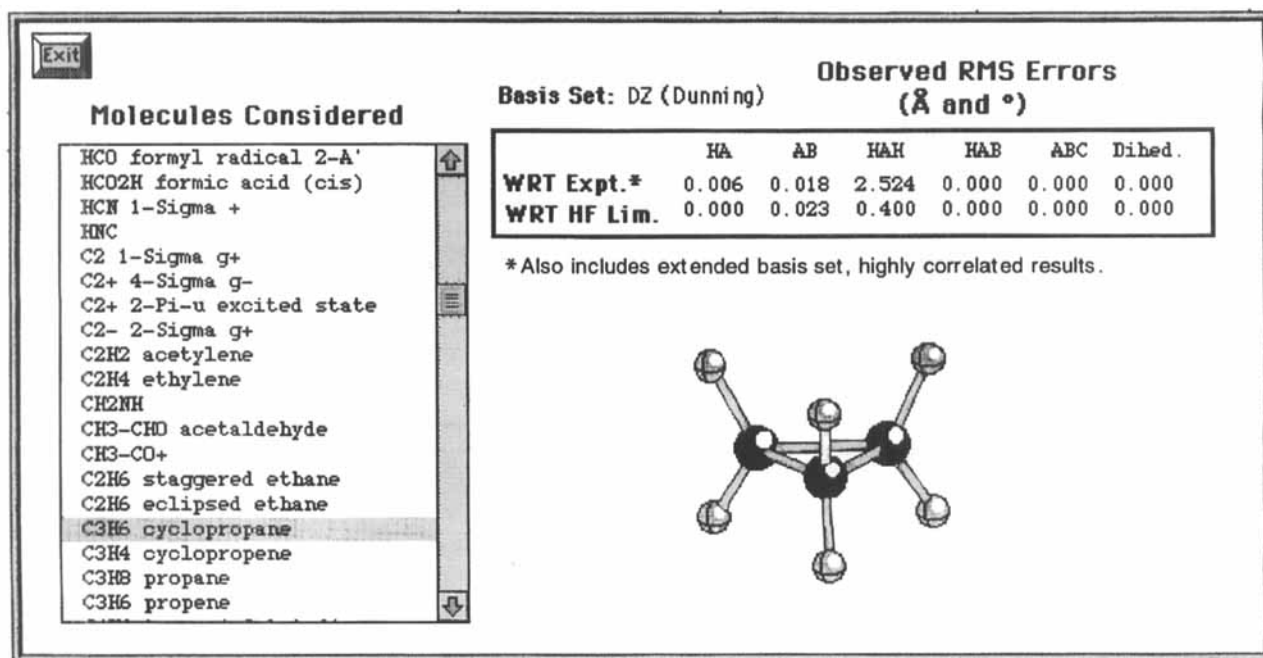 Exit
Molecules Considered
HCO formyl radical 2-A'
HCO2H formic acid (cis)
HCN 1-Sigma +
HNC
C2 1-Sigma g+
C2+ 4-Sigma g-
C2+ 2-Pi-u excited state
C2- 2-Sigma g+
C2H2 acetylene
C2H4 ethylene
CH2NH
CH3-CHO acetaldehyde
CH3-CO+
C2H6 staggered ethane
C2H6 eclipsed ethane
C3H6 cyclopropane
C3H4 cyclopropene
C3H8 propane
C3H6 propene
Basis Set: DZ (Dunning)
Observed RMS Errors
(Å and °)
HA AB HAH HAB ABC Dihed.
WRT Expt.* 0.006 0.018 2.524 0.000 0.000 0.000
WRT HF Lim. 0.000 0.023 0.400 0.000 0.000 0.000
*Also includes extended basis set, highly correlated results.